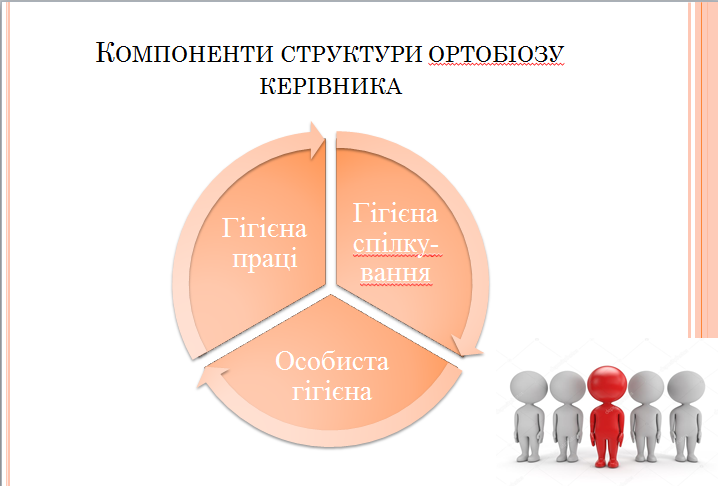 Компоненти структури ортобіозу
керівника
Гігієна
праці
Гігієна
спілку-
вання
Особиста
гігієна